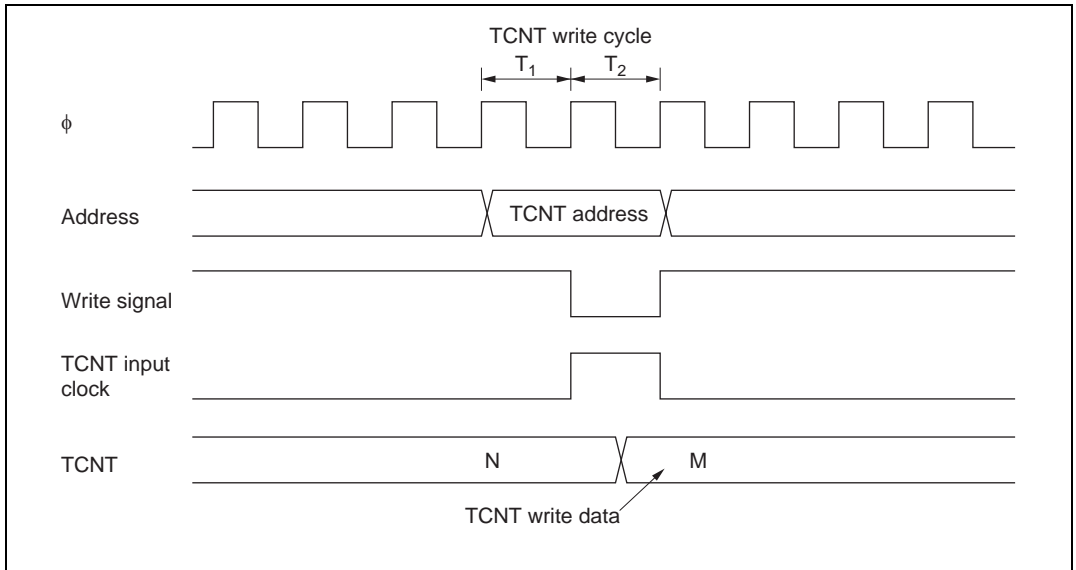 TCNT write cycle
T₁ T₂
ϕ
Address
TCNT address
Write signal
TCNT input
clock
TCNT
N
M
TCNT write data